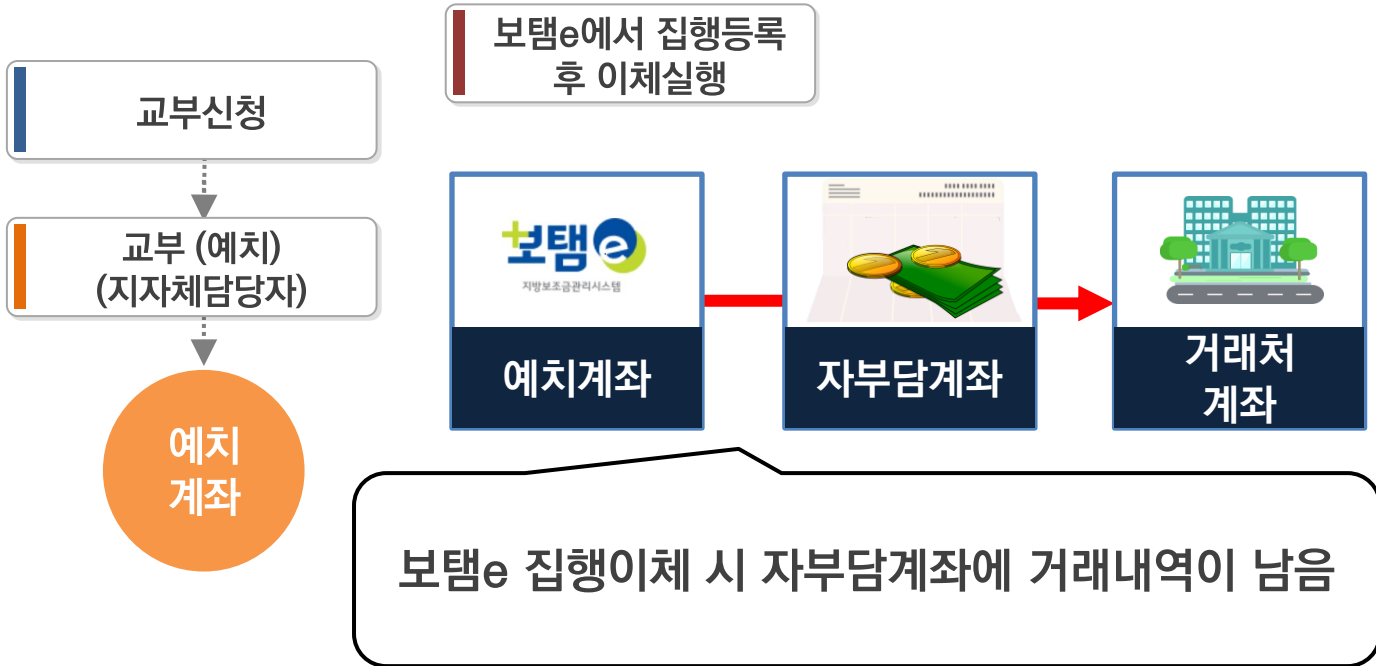 보탬e에서 집행등록
후 이체실행
교부신청
교부 (예치)
(지자체담당자)
예치
계좌
보탬e
지방보조금관리시스템
예치계좌
자부담계좌
거래처
계좌
보탬e 집행이체 시 자부담계좌에 거래내역이 남음